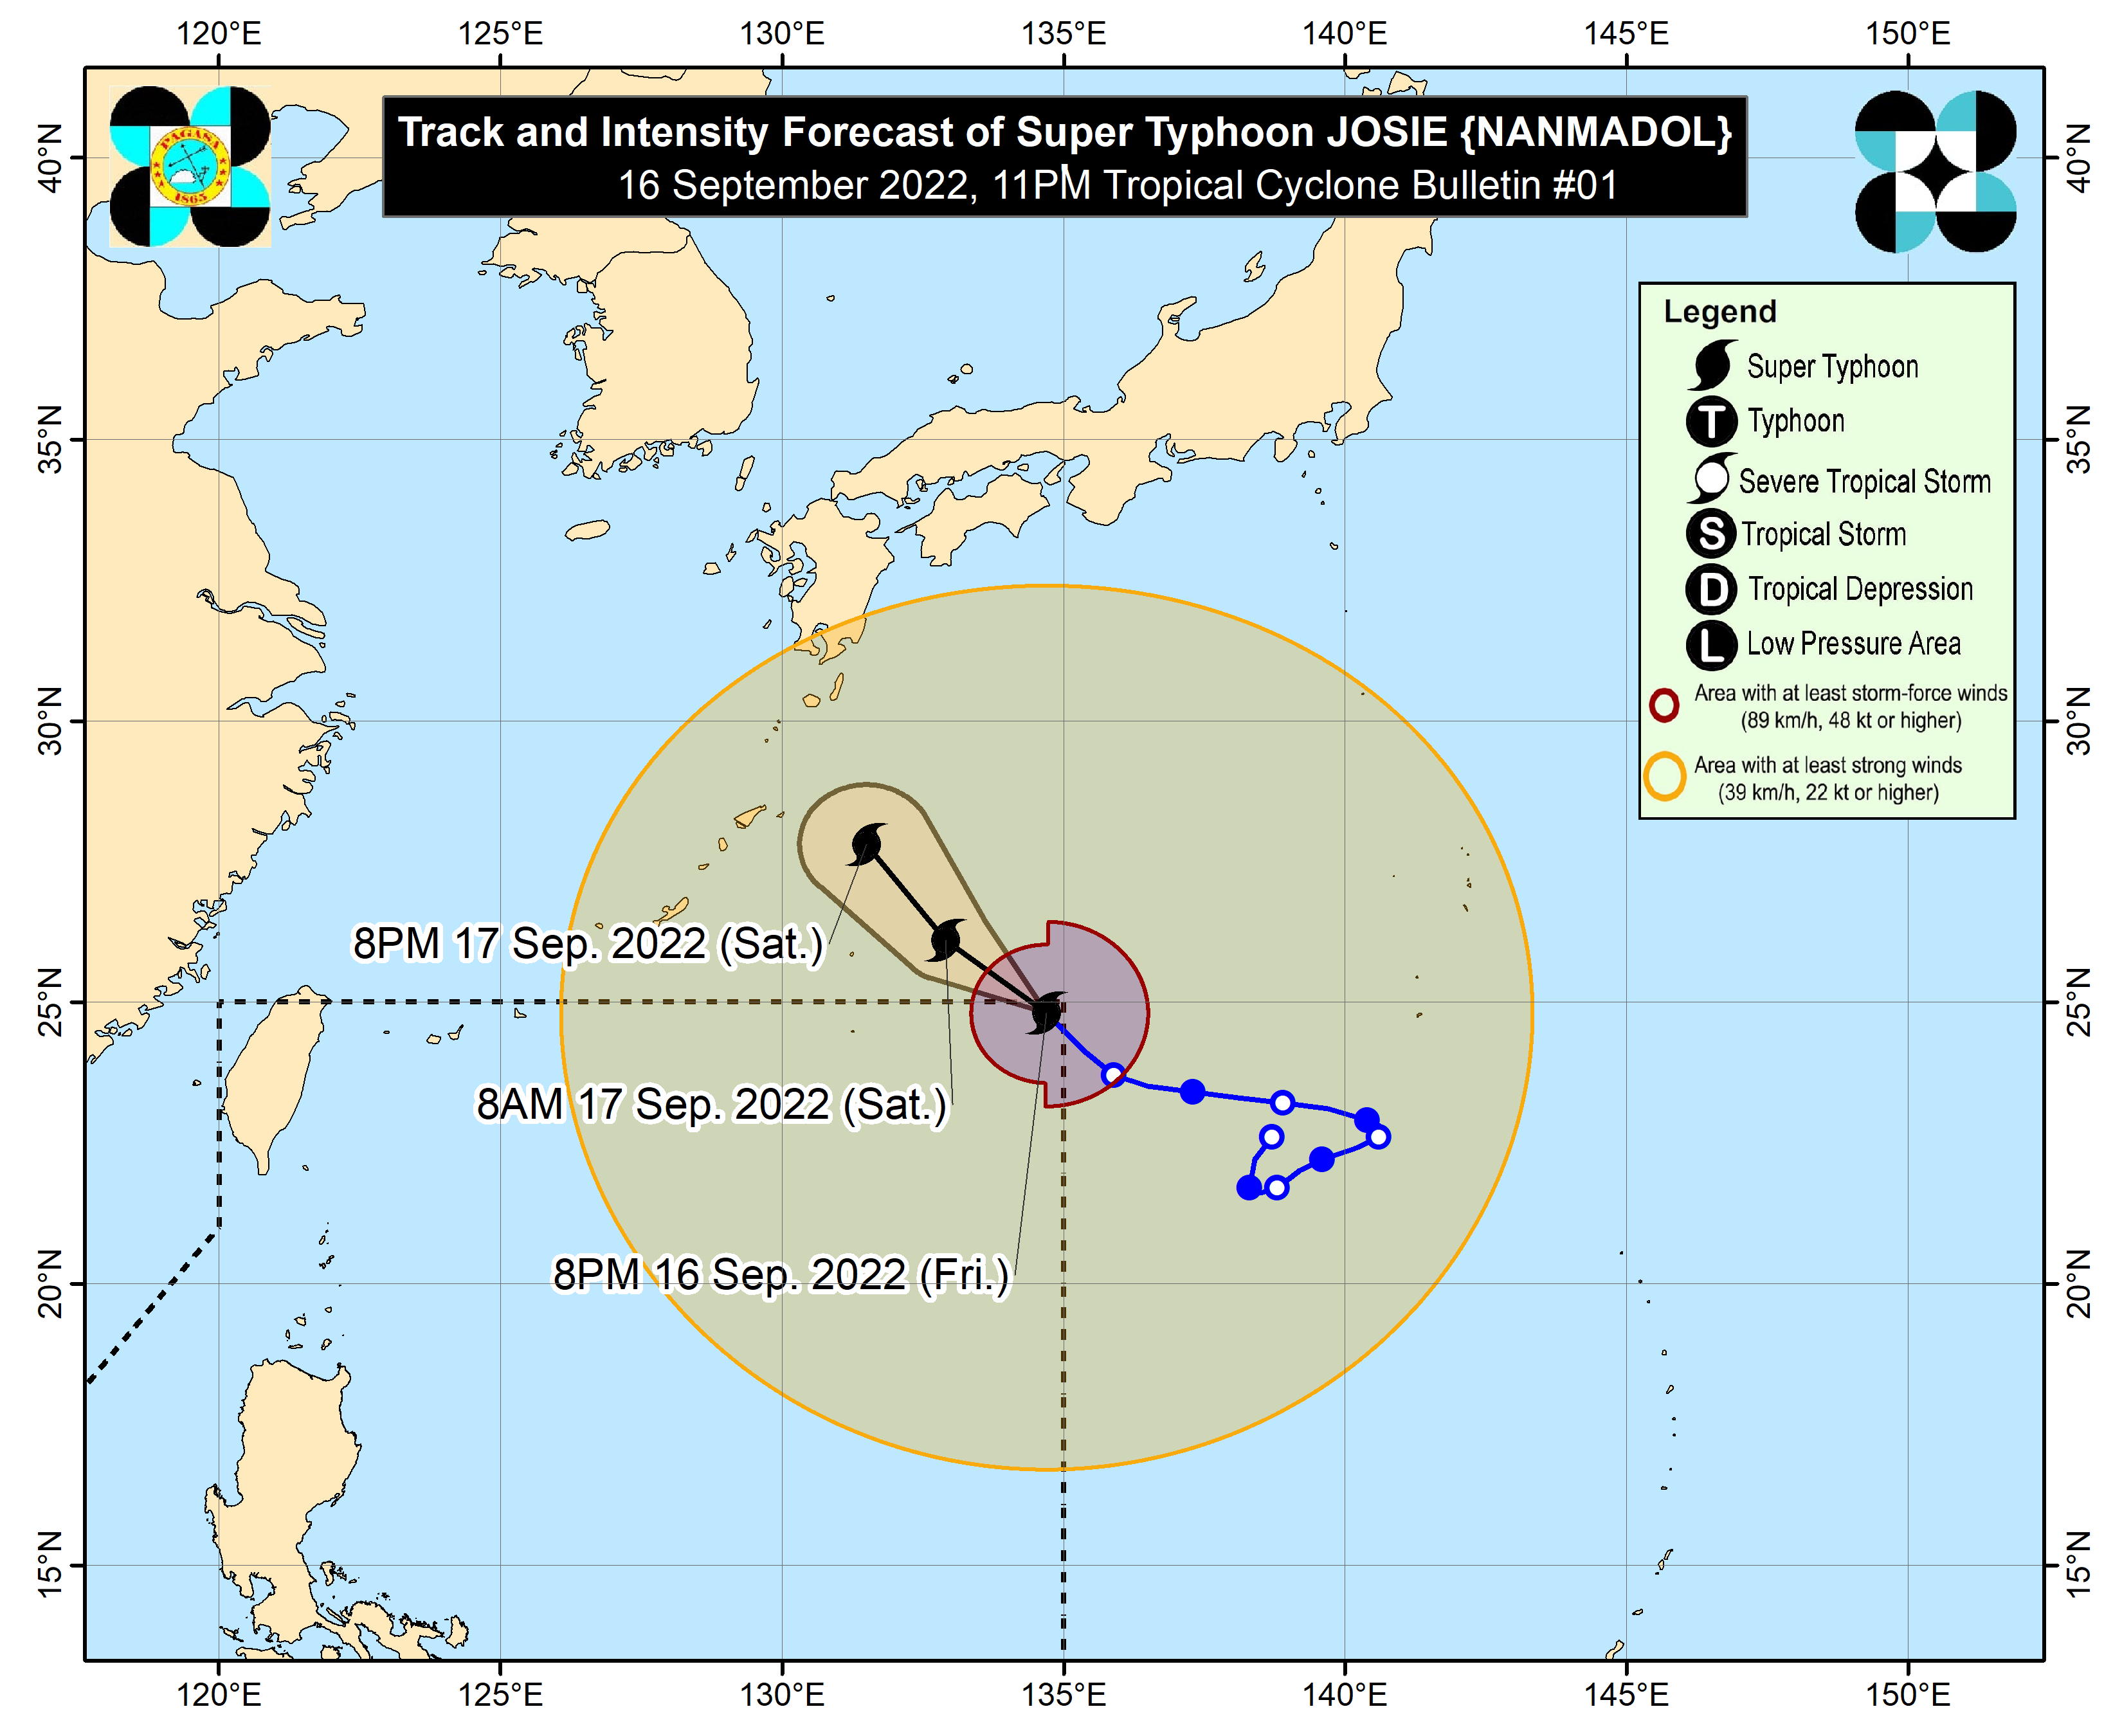 120°E 125°E 130°E 135°E 140°E 145°E 150°E
Track and Intensity Forecast of Super Typhoon JOSIE {NANMADOL}
16 September 2022, 11PM Tropical Cyclone Bulletin #01
PAGASA
1865
40°N
40°N
Legend
Super Typhoon
T Typhoon
Severe Tropical Storm
S Tropical Storm
D Tropical Depression
L Low Pressure Area
Area with at least storm-force winds
(89 km/h, 48 kt or higher)
Area with at least strong winds
(39 km/h, 22 kt or higher)
35°N
35°N
30°N
30°N
8PM 17 Sep. 2022 (Sat.)
25°N
25°N
8AM 17 Sep. 2022 (Sat.)
8PM 16 Sep. 2022 (Fri.)
20°N
20°N
15°N
15°N
120°E 125°E 130°E 135°E 140°E 145°E 150°E